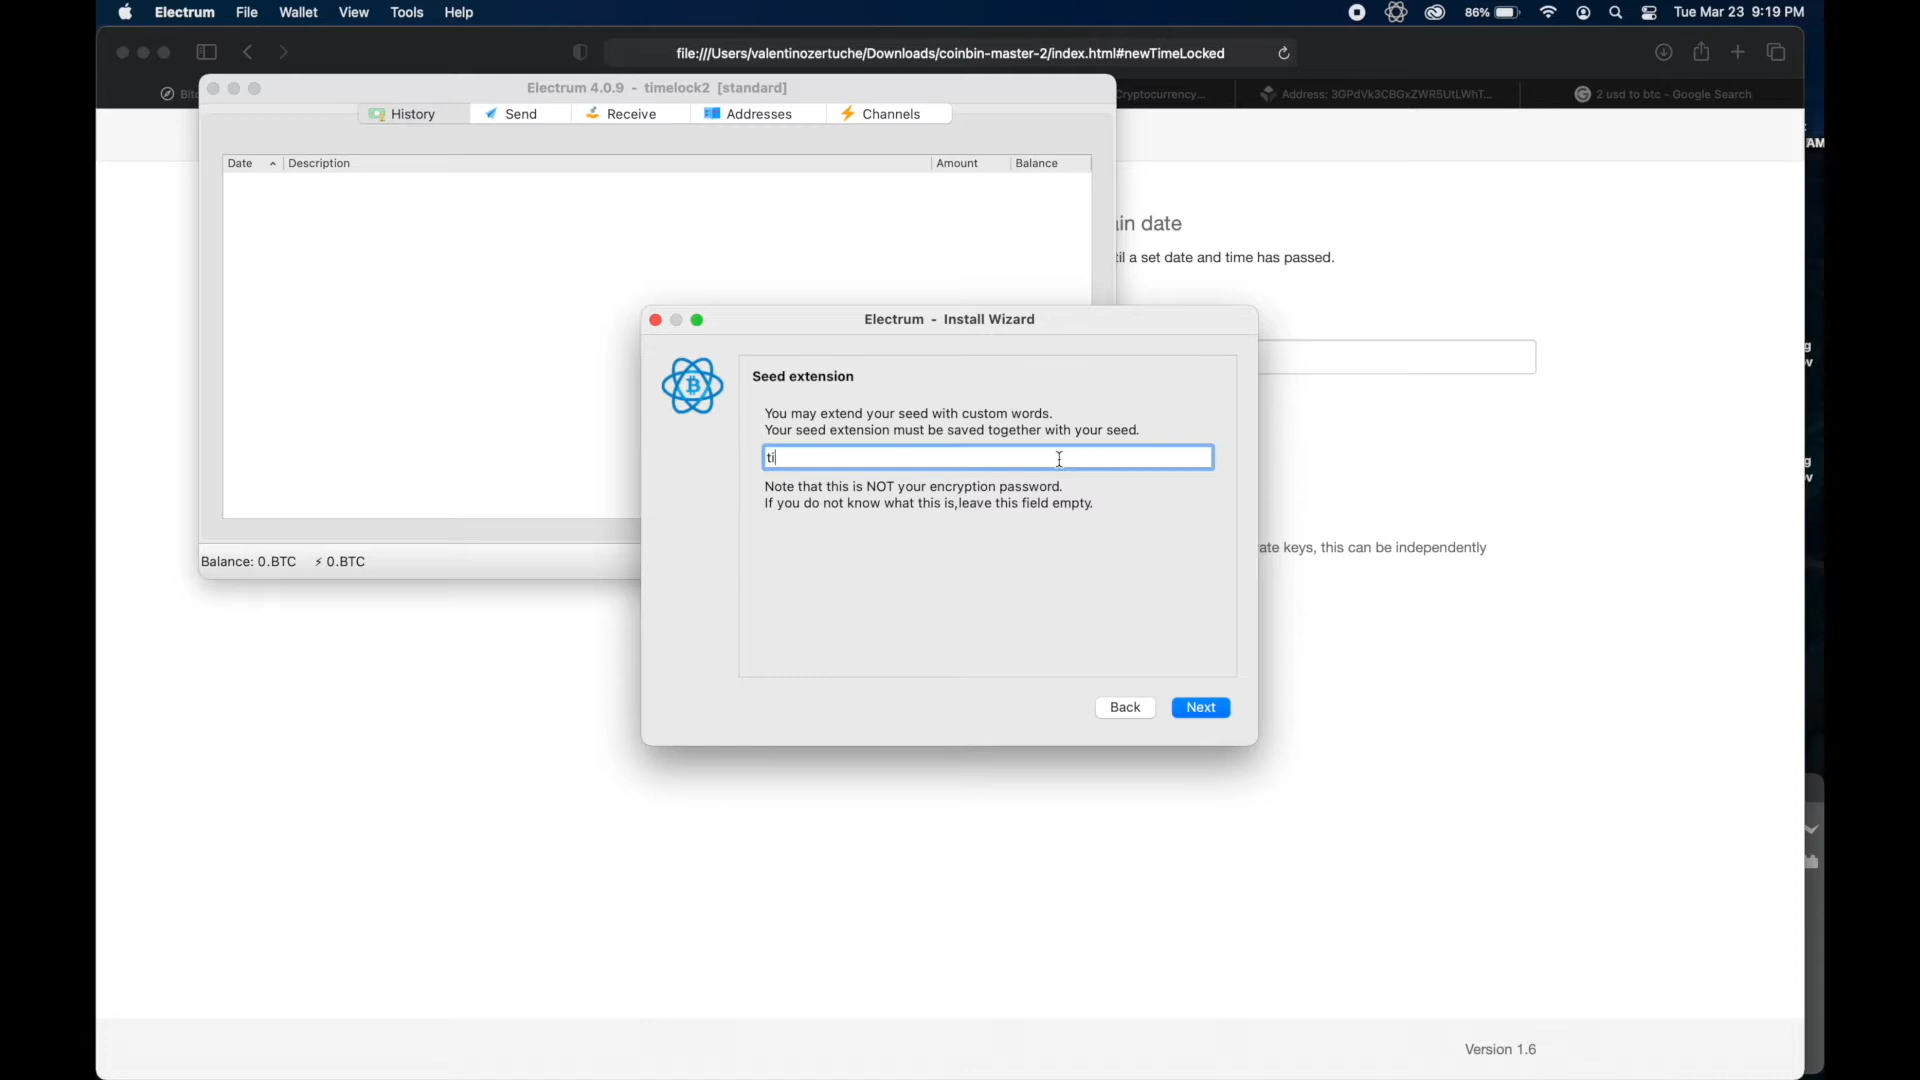 Electrum File Wallet View Tools Help 86% Tue Mar 23 9:19 PM
file:///Users/valentinozertuche/Downloads/coinbin-master-2/index.html#newTimeLocked
Electrum 4.0.9 - timelock2 [standard]
Cryptocurrency... Address: 3GPdVk3CBGxZWR5UtLWhT... 2 usd to btc - Google Search
History Send Receive Addresses Channels
AM
Date Description Amount Balance
date
a set date and time has passed.
Electrum - Install Wizard
Seed extension
You may extend your seed with custom words.
Your seed extension must be saved together with your seed.
ti
Note that this is NOT your encryption password.
If you do not know what this is,leave this field empty.
keys, this can be independently
Balance: 0.BTC 0.BTC
Back Next
Version 1.6